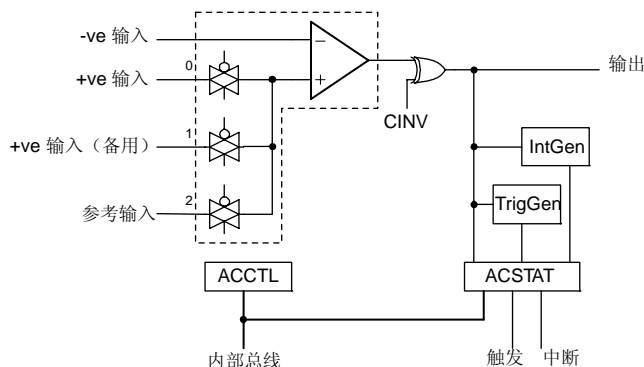 -ve 输入
0
+ve 输入
CINV
输出
1
+ve 输入（备用）
IntGen
2
参考输入
TrigGen
ACCTL
ACSTAT
内部总线
触发
中断